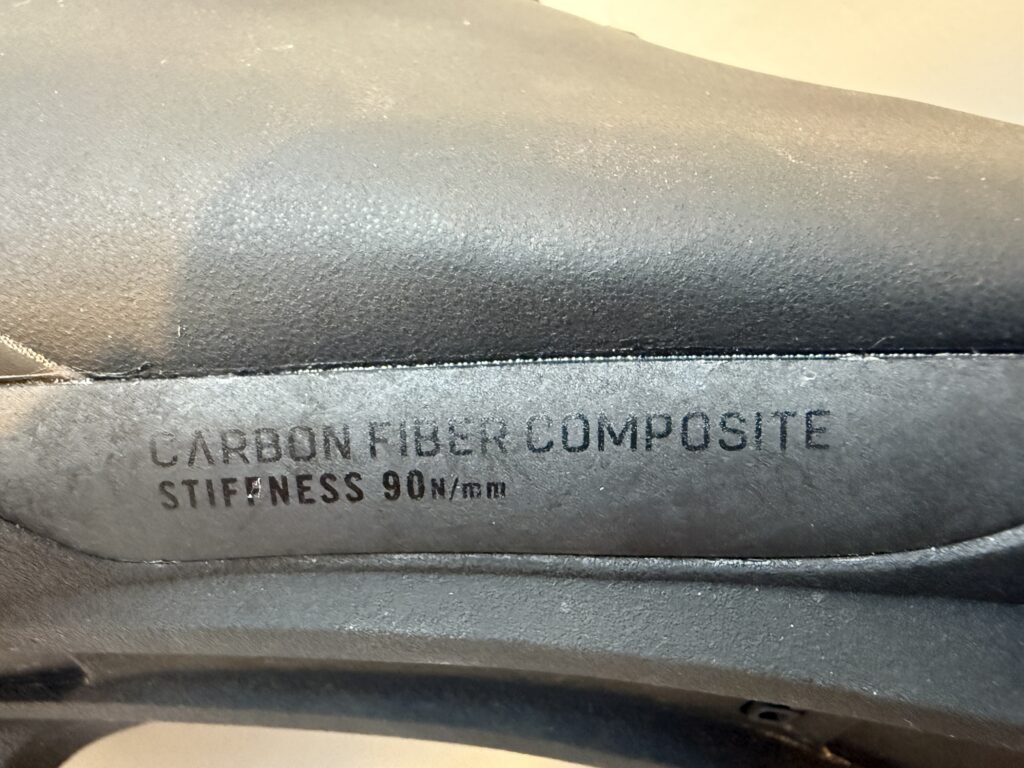 CARBON FIBER COMPOSITE
STIFFNESS 90N/mm